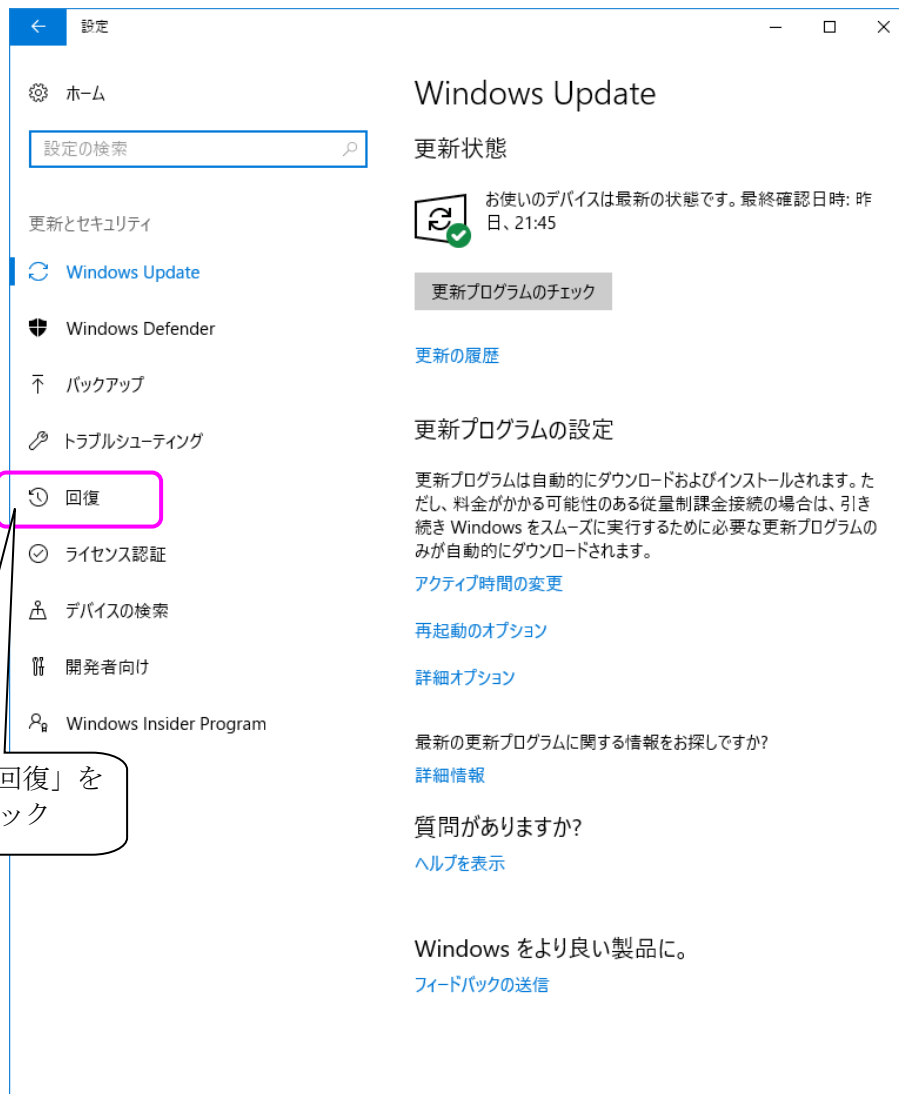 設定
ホーム
設定の検索
更新とセキュリティ
Windows Update
Windows Defender
バックアップ
トラブルシューティング
回復
ライセンス認証
デバイスの検索
開発者向け
Windows Insider Program
回復」を
ック
Windows Update
更新状態
お使いのデバイスは最新の状態です。最終確認日時: 昨
日、21:45
更新プログラムのチェック
更新の履歴
更新プログラムの設定
更新プログラムは自動的にダウンロードおよびインストールされます。た
だし、料金がかかる可能性のある従量制課金接続の場合は、引き
続き Windows をスムーズに実行するために必要な更新プログラムの
みが自動的にダウンロードされます。
アクティブ時間の変更
再起動のオプション
詳細オプション
最新の更新プログラムに関する情報をお探しですか?
詳細情報
質問がありますか?
ヘルプを表示
Windows をより良い製品に。
フィードバックの送信